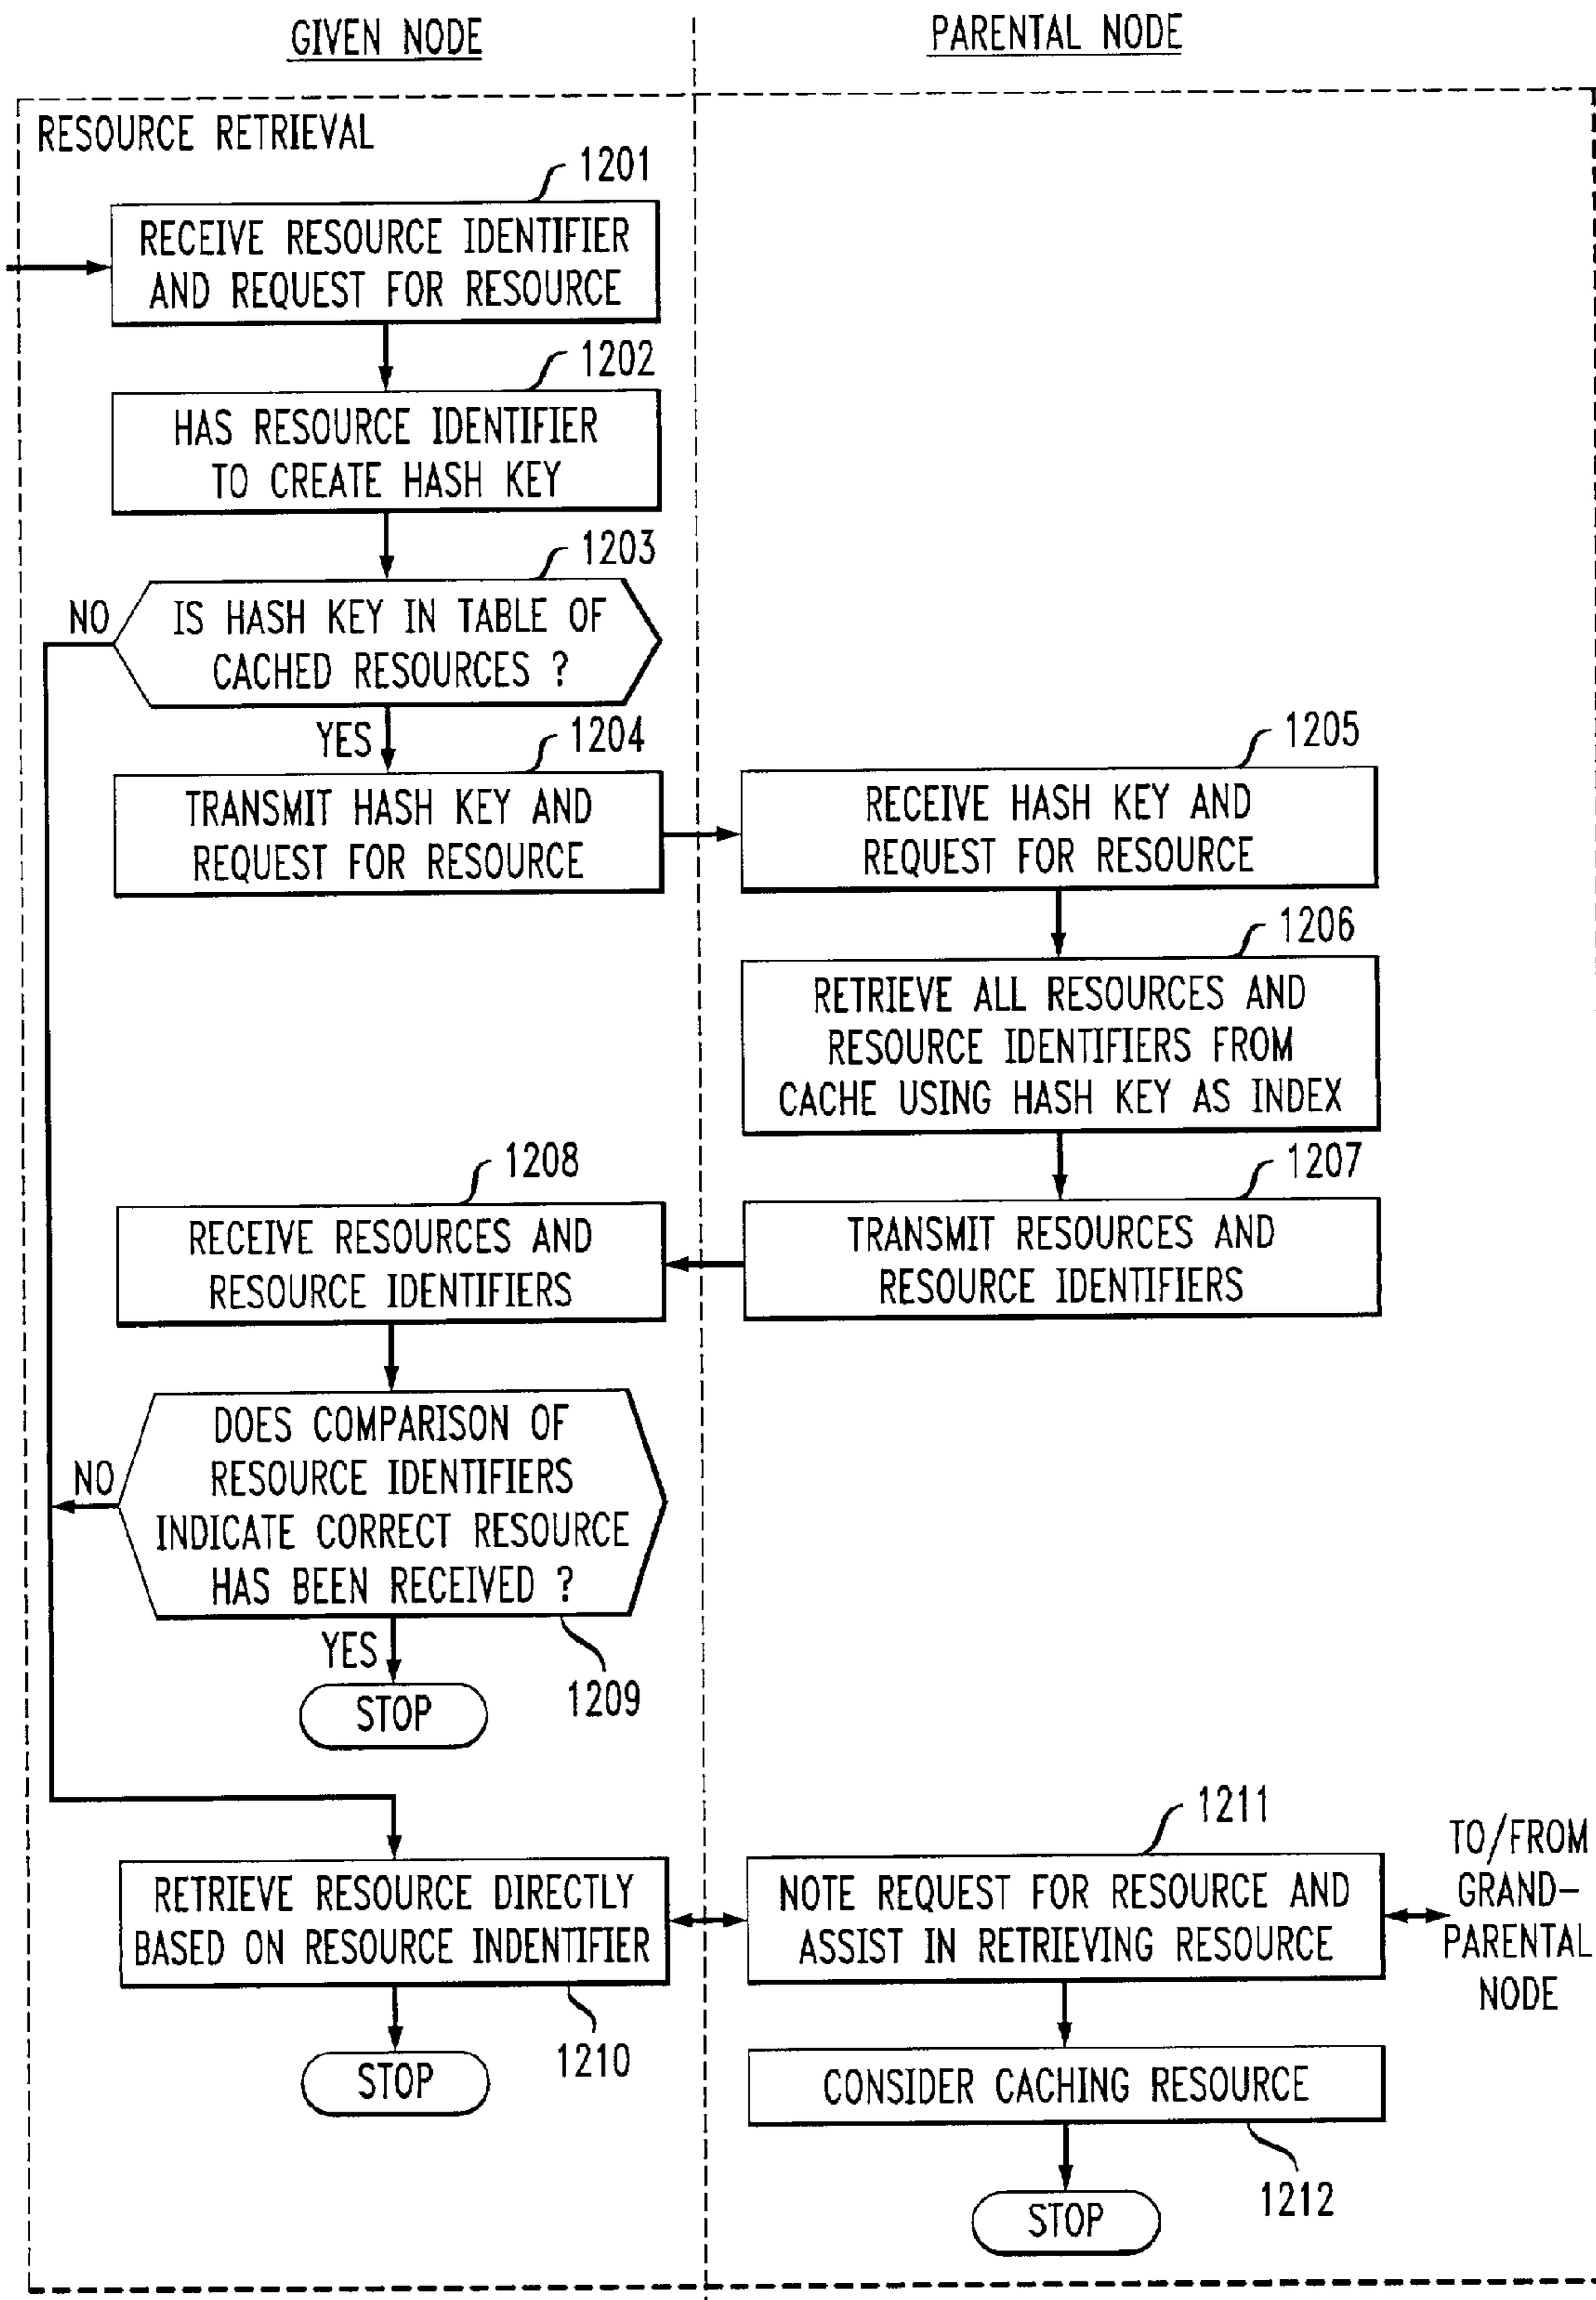 GIVEN NODE
PARENTAL NODE
RESOURCE RETRIEVAL
1201
RECEIVE RESOURCE IDENTIFIER
AND REQUEST FOR RESOURCE
1202
HAS RESOURCE IDENTIFIER
TO CREATE HASH KEY
1203
NO
IS HASH KEY IN TABLE OF
CACHED RESOURCES ?
YES
1204
TRANSMIT HASH KEY AND
REQUEST FOR RESOURCE
1205
RECEIVE HASH KEY AND
REQUEST FOR RESOURCE
1206
RETRIEVE ALL RESOURCES AND
RESOURCE IDENTIFIERS FROM
CACHE USING HASH KEY AS INDEX
1207
TRANSMIT RESOURCES AND
RESOURCE IDENTIFIERS
1208
RECEIVE RESOURCES AND
RESOURCE IDENTIFIERS
NO
DOES COMPARISON OF
RESOURCE IDENTIFIERS
INDICATE CORRECT RESOURCE
HAS BEEN RECEIVED ?
YES
1209
STOP
RETRIEVE RESOURCE DIRECTLY
BASED ON RESOURCE INDENTIFIER
1210
STOP
1211
NOTE REQUEST FOR RESOURCE AND
ASSIST IN RETRIEVING RESOURCE
TO/FROM
GRAND-
PARENTAL
NODE
CONSIDER CACHING RESOURCE
1212
STOP